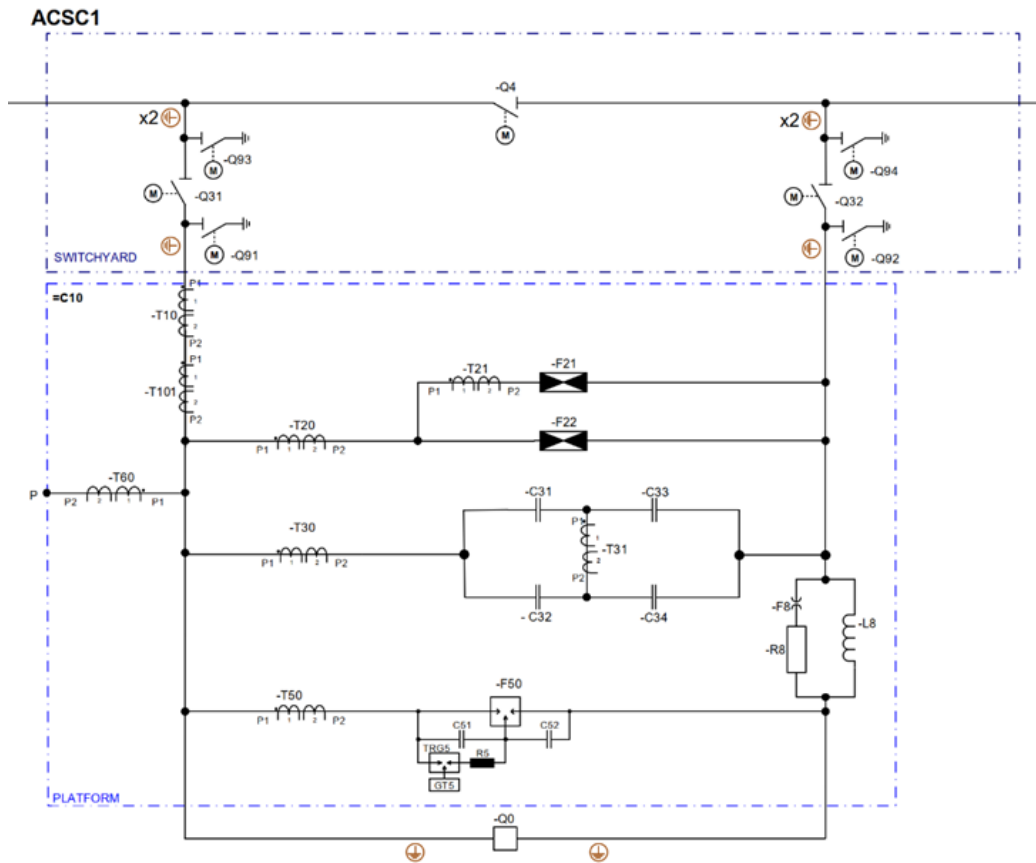 ACSC1
-Q4
x2
x2
M
-Q93
-Q94
M
M
M
-Q31
M
-Q32
-Q91
-Q92
M
M
SWITCHYARD
=C10
P1
1
-T10
2
P2
P1
1
-T101
2
P2
-T21
-F21
P1
1
2
P2
-T20
-F22
P1
1
2
P2
-T60
P
P2
2
1
P1
-C31
-C33
-T30
P1
1
-T31
2
P2
P1
1
2
P2
- C32
-C34
-F8
-L8
-R8
-T50
-F50
P1
1
2
P2
C51
C52
TRG5
R5
GT5
PLATFORM
-Q0